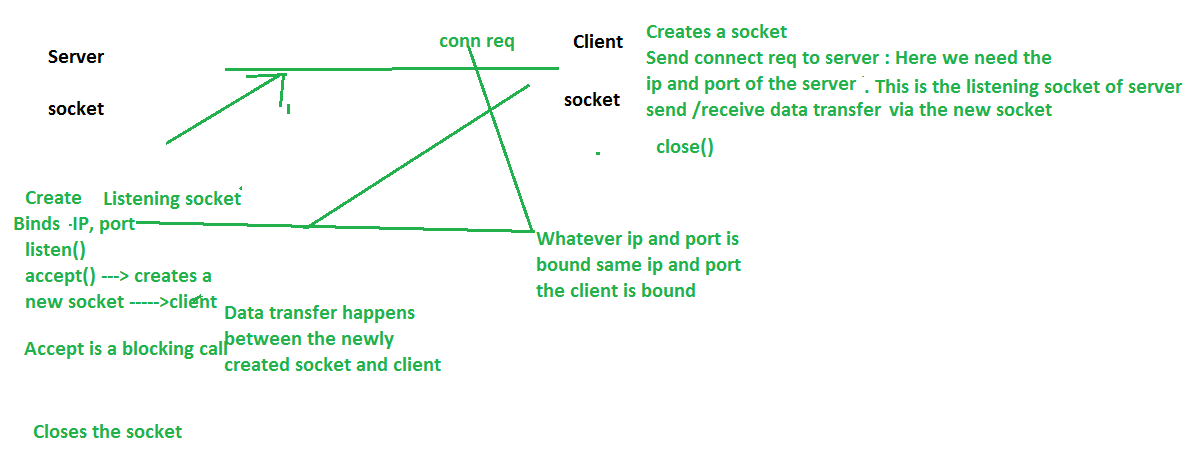 Server
socket
conn req
Client
socket
Creates a socket
Send connect req to server : Here we need the
ip and port of the server . This is the listening socket of server
send /receive data transfer via the new socket
close()
Create Listening socket
Binds -IP, port
listen()
accept() ---> creates a
new socket ----->client
Accept is a blocking call
Data transfer happens
between the newly
created socket and client
Whatever ip and port is
bound same ip and port
the client is bound
Closes the socket